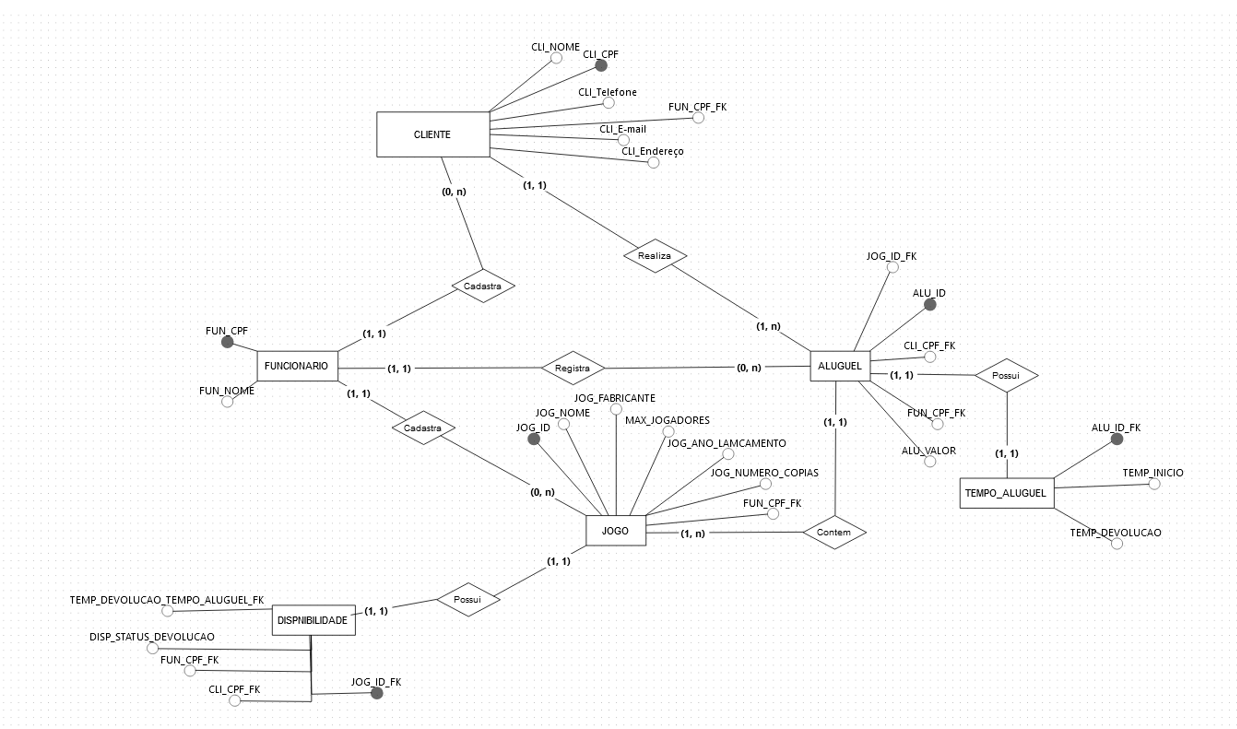 CLI_NOME
CLI_CPF
CLI_Telefone
FUN_CPF_FK
CLI_E-mail
CLI_Endereço
CLIENTE
(0, n)
(1, 1)
Realiza
JOG_ID_FK
Cadastra
ALU_ID
(1, n)
(1, 1)
FUN_CPF
CLI_CPF_FK
FUNCIONARIO
(1, 1)
Registra
(0, n)
ALUGUEL
(1, 1)
Possui
FUN_NOME
(1, 1)
Cadastra
JOG_FABRICANTE
JOG_NOME
MAX_JOGADORES
JOG_ID
JOG_ANO_LAMCAMENTO
(1, 1)
FUN_CPF_FK
ALU_VALOR
ALU_ID_FK
(1, 1)
JOG_NUMERO_COPIAS
TEMP_INICIO
(0, n)
FUN_CPF_FK
TEMPO_ALUGUEL
JOGO
(1, n)
Contem
TEMP_DEVOLUCAO
(1, 1)
Possui
TEMP_DEVOLUCAO_TEMPO_ALUGUEL_FK
(1, 1)
DISPNIBILIDADE
DISP_STATUS_DEVOLUCAO
FUN_CPF_FK
CLI_CPF_FK
JOG_ID_FK